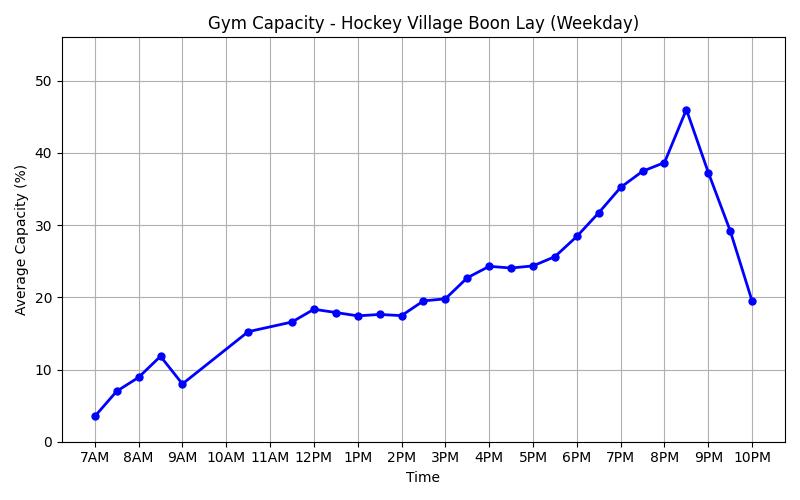 Gym Capacity - Hockey Village Boon Lay (Weekday)
Average Capacity (%)
50
40
30
20
10
0
7AM 8AM 9AM 10AM 11AM 12PM 1PM 2PM 3PM 4PM 5PM 6PM 7PM 8PM 9PM 10PM
Time